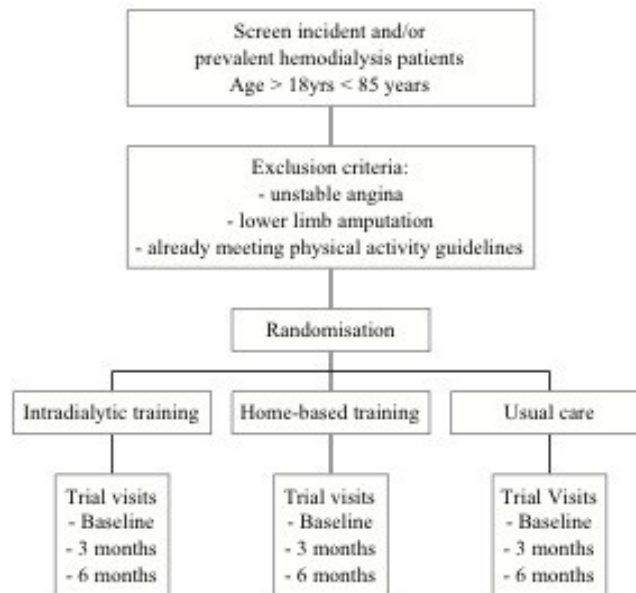 Screen incident and/or
prevalent hemodialysis patients
Age > 18yrs < 85 years
Exclusion criteria:
- unstable angina
- lower limb amputation
- already meeting physical activity guidelines
Randomisation
Intradialytic training
Home-based training
Usual care
Trial visits
- Baseline
- 3 months
- 6 months
Trial visits
- Baseline
- 3 months
- 6 months
Trial Visits
- Baseline
- 3 months
- 6 months